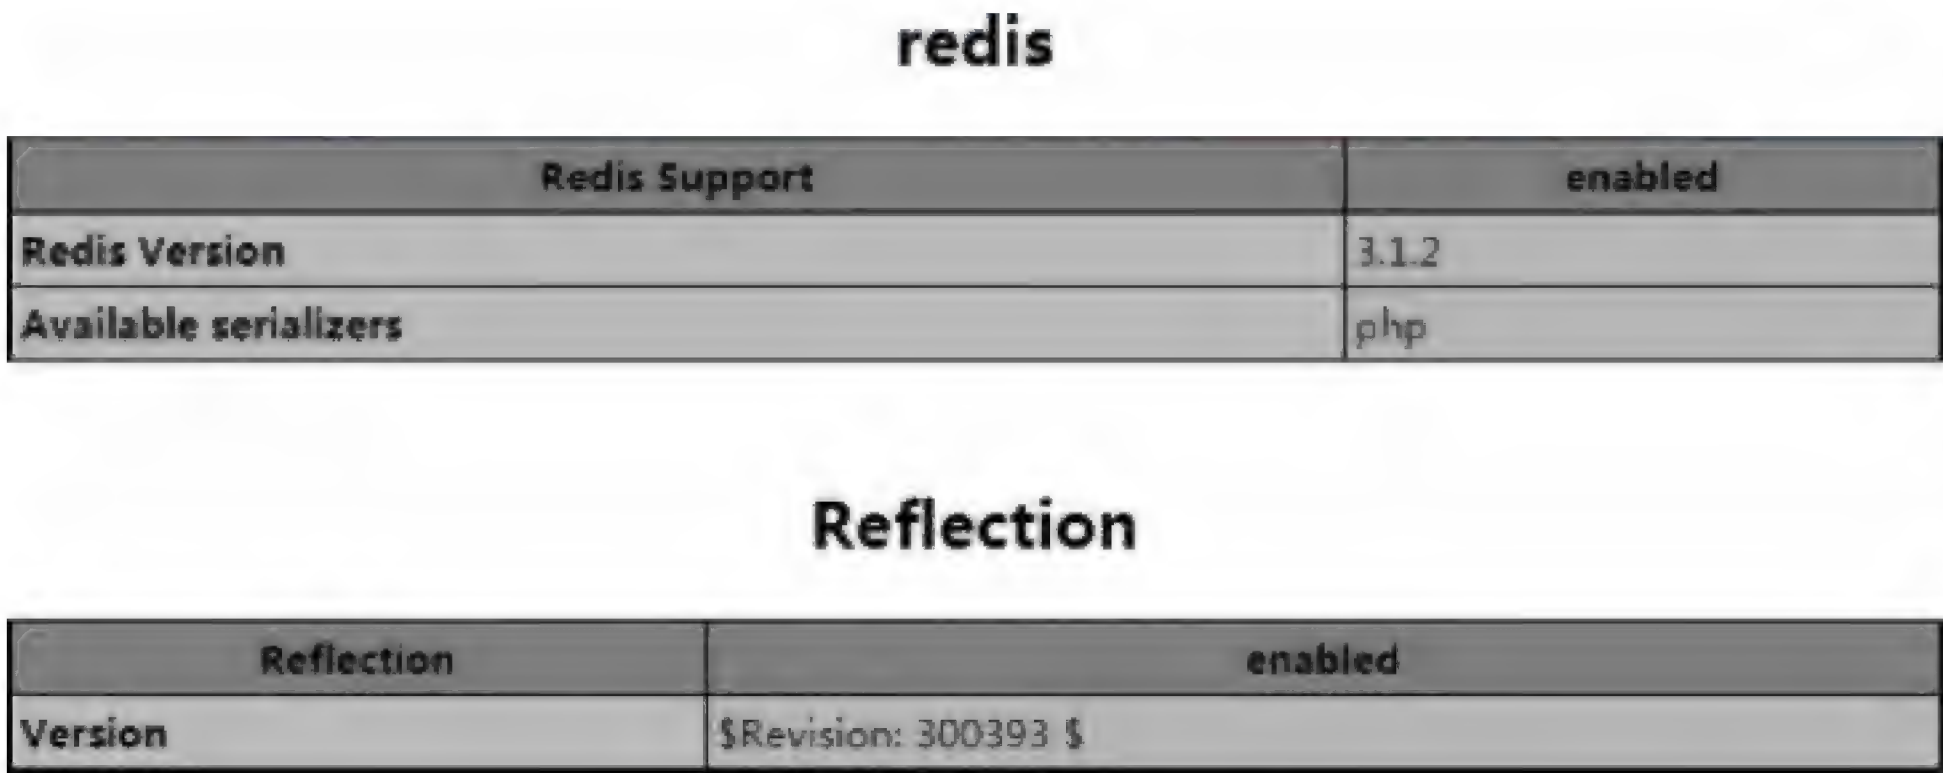 redis
Redis Support enabled
Redis Version 3.1.2
Available serializers php
Reflection
Reflection enabled
Version $Revision: 300393 $